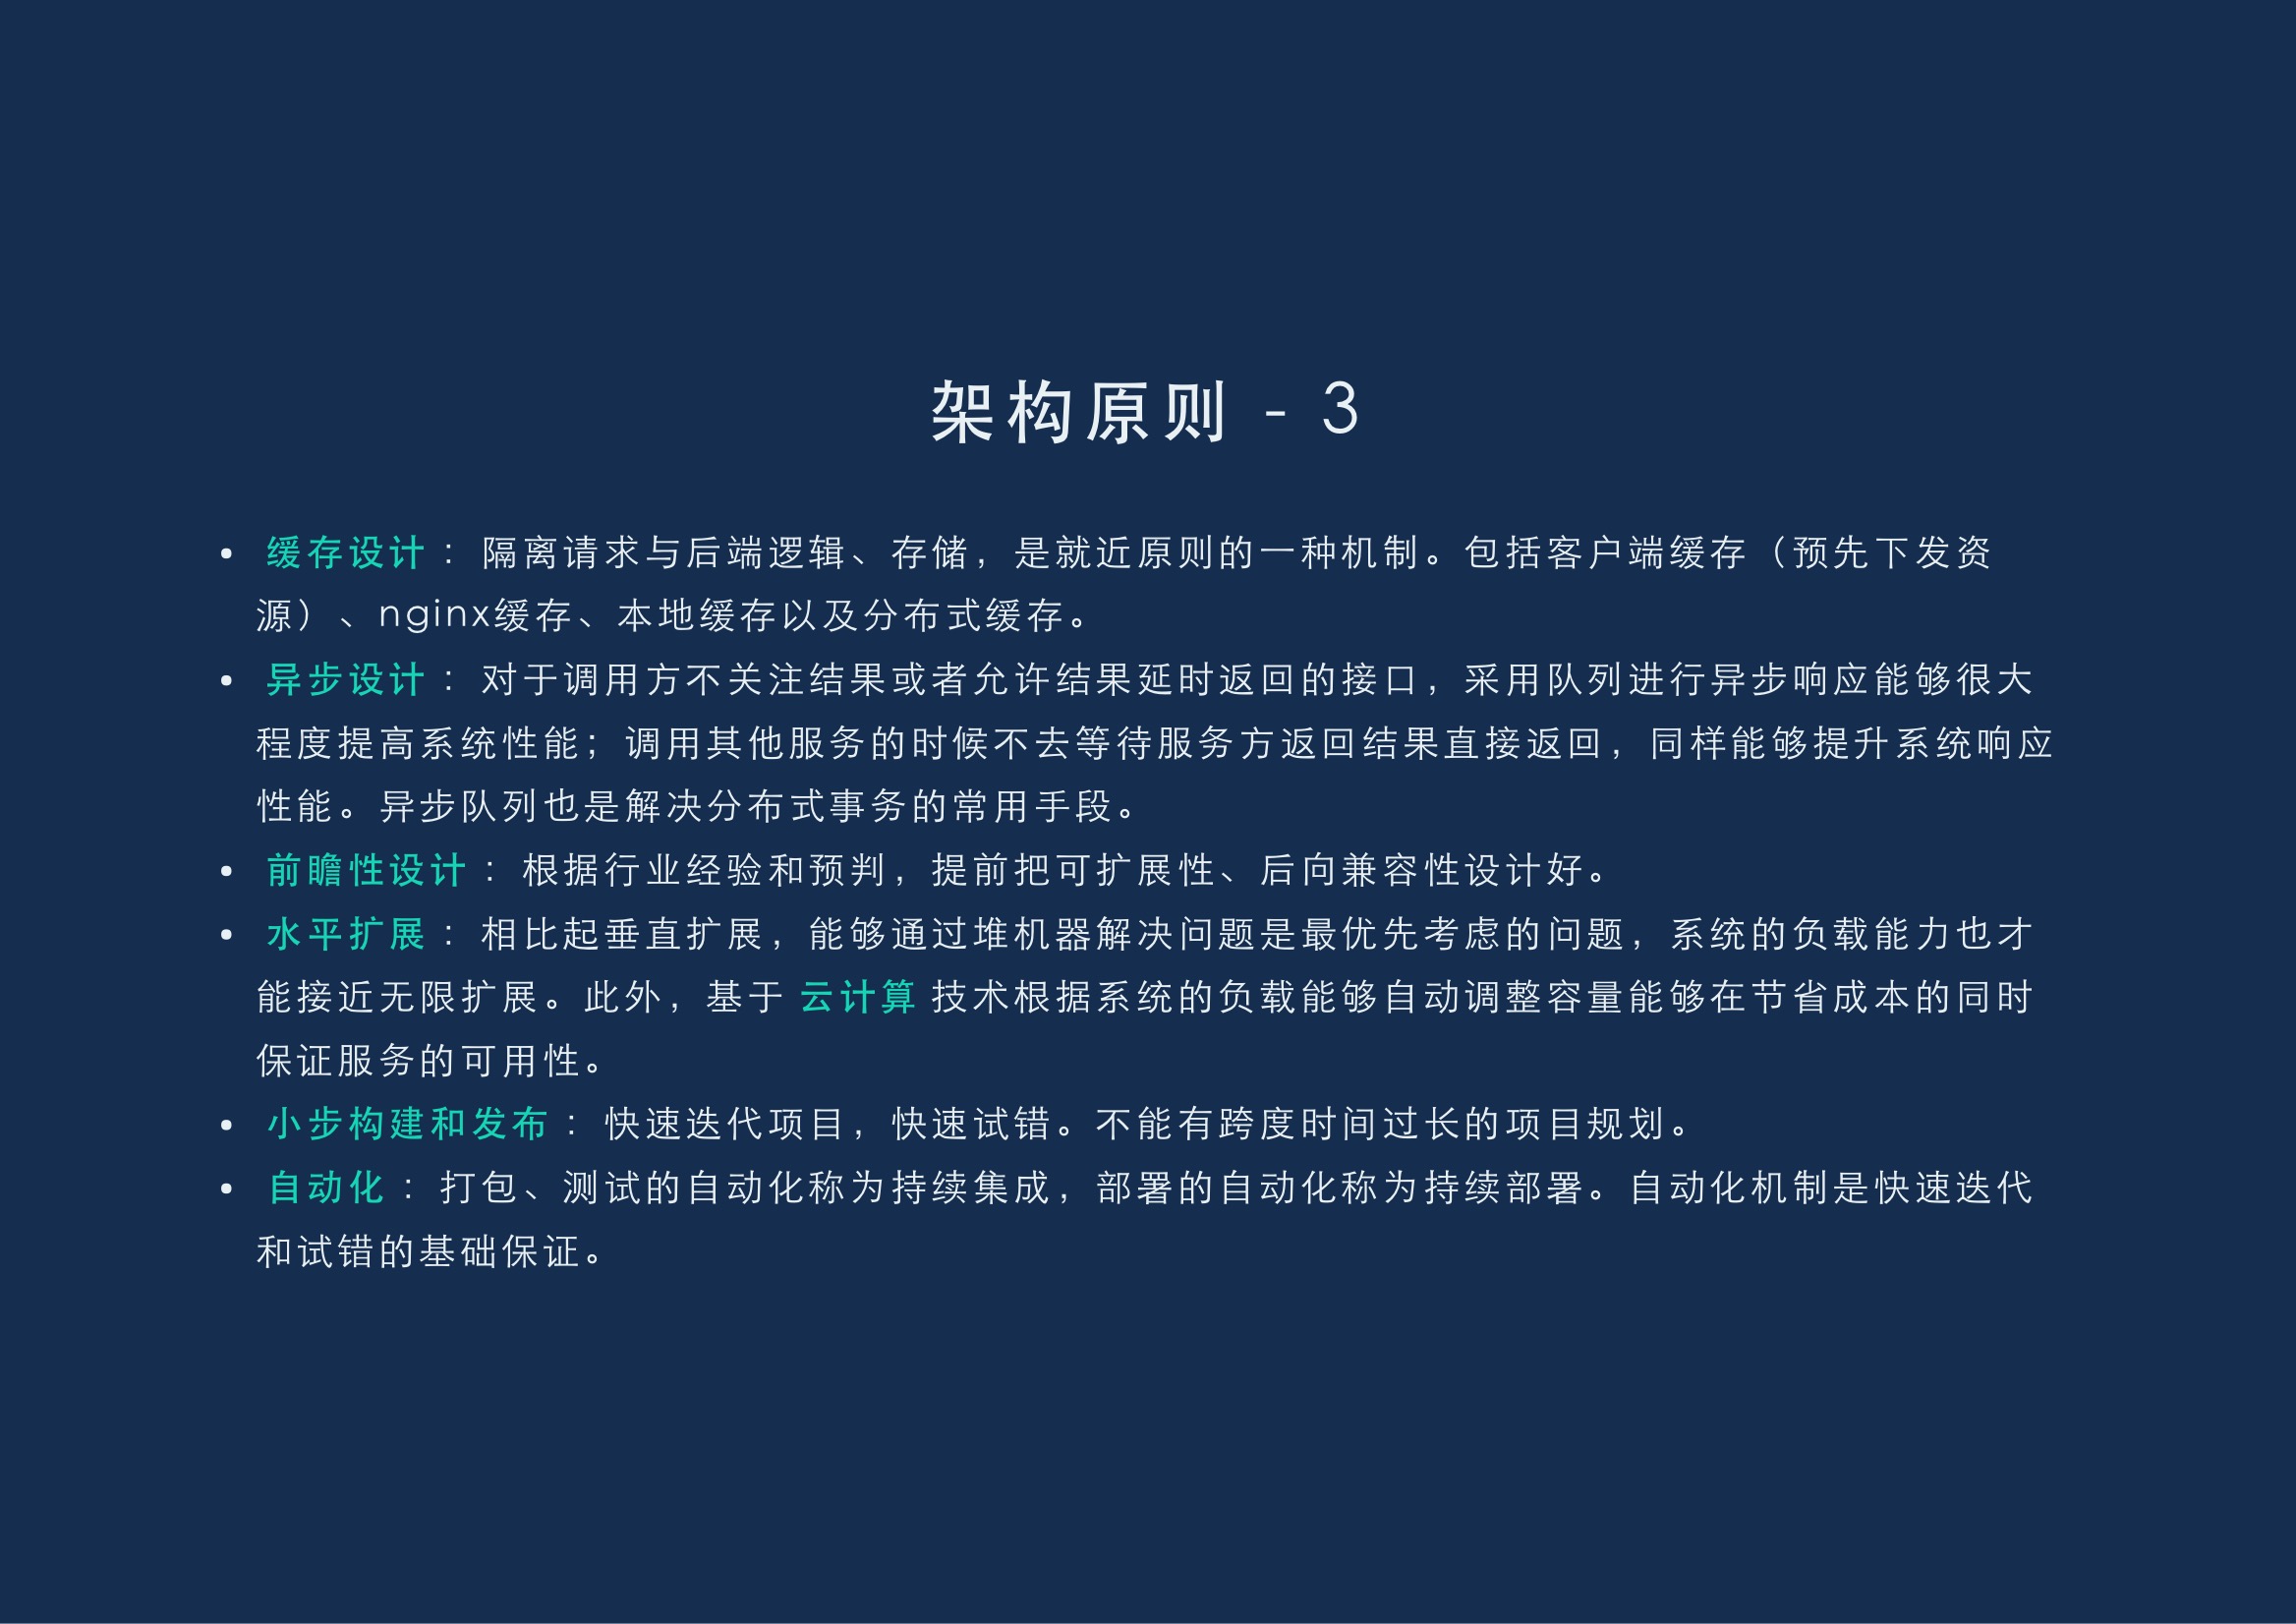 架构原则 - 3
• 缓存设计：隔离请求与后端逻辑、存储，是就近原则的一种机制。包括客户端缓存（预先下发资
源）、nginx缓存、本地缓存以及分布式缓存。
• 异步设计：对于调用方不关注结果或者允许结果延时返回的接口，采用队列进行异步响应能够很大
程度提高系统性能；调用其他服务的时候不去等待服务方返回结果直接返回，同样能够提升系统响应
性能。异步队列也是解决分布式事务的常用手段。
• 前瞻性设计：根据行业经验和预判，提前把可扩展性、后向兼容性设计好。
• 水平扩展：相比起垂直扩展，能够通过堆机器解决问题是最优先考虑的问题，系统的负载能力也才
能接近无限扩展。此外，基于 云计算 技术根据系统的负载能够自动调整容量能够在节省成本的同时
保证服务的可用性。
• 小步构建和发布：快速迭代项目，快速试错。不能有跨度时间过长的项目规划。
• 自动化：打包、测试的自动化称为持续集成，部署的自动化称为持续部署。自动化机制是快速迭代
和试错的基础保证。